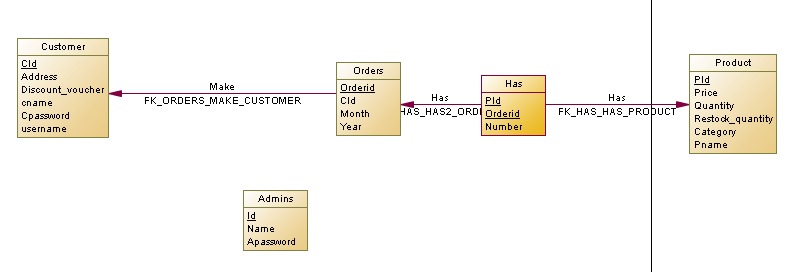 Customer
CId
Address
Discount_voucher
cname
Cpassword
username
Make
FK_ORDERS_MAKE_CUSTOMER
Orders
Orderid
CId
Month
Year
Has
HAS_HAS2_ORD
Has
PId
Orderid
Number
Has
FK_HAS_HAS_PRODUCT
Product
PId
Price
Quantity
Restock_quantity
Category
Pname
Admins
Id
Name
Apassword